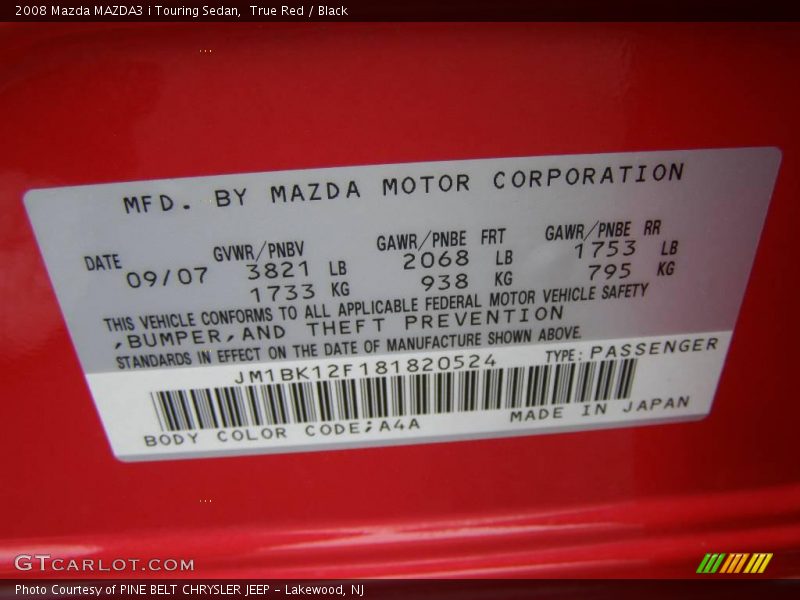 2008 Mazda MAZDA3 i Touring Sedan,  True Red / Black
MFD. BY MAZDA MOTOR CORPORATION
DATE GVWR/PNBV GAWR/PNBE FRT GAWR/PNBE RR
09/07 3821 LB 2068 LB 1753 LB
1733 KG 938 KG 795 KG
THIS VEHICLE CONFORMS TO ALL APPLICABLE FEDERAL MOTOR VEHICLE SAFETY
,BUMPER,AND THEFT PREVENTION
STANDARDS IN EFFECT ON THE DATE OF MANUFACTURE SHOWN ABOVE.
JM1BK12F181820524 TYPE: PASSENGER
BODY COLOR CODE;A4A MADE IN JAPAN
GTCARLOT.COM
Photo Courtesy of PINE BELT CHRYSLER JEEP - Lakewood, NJ